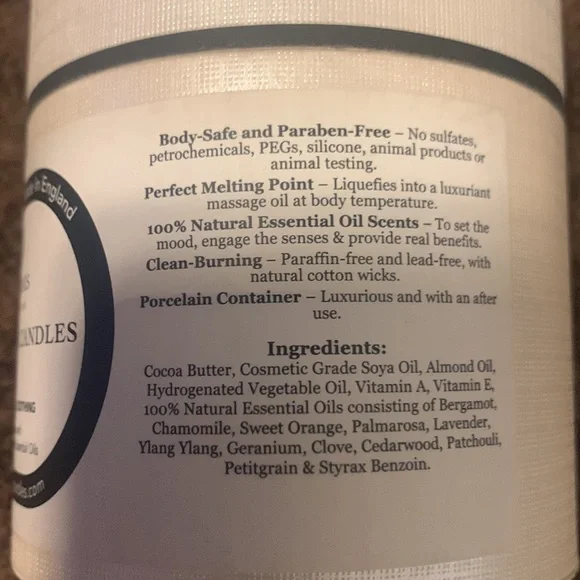 Body-Safe and Paraben-Free – No sulfates,
petrochemicals, PEGs, silicone, animal products or
animal testing.
Perfect Melting Point – Liquefies into a luxuriant
massage oil at body temperature.
100% Natural Essential Oil Scents – To set the
mood, engage the senses & provide real benefits.
Clean-Burning – Paraffin-free and lead-free, with
natural cotton wicks.
Porcelain Container – Luxurious and with an after
use.
Ingredients:
Cocoa Butter, Cosmetic Grade Soya Oil, Almond Oil,
Hydrogenated Vegetable Oil, Vitamin A, Vitamin E,
100% Natural Essential Oils consisting of Bergamot,
Chamomile, Sweet Orange, Palmarosa, Lavender,
Ylang Ylang, Geranium, Clove, Cedarwood, Patchouli,
Petitgrain & Styrax Benzoin.
in England
CANDLES
Oils
.com